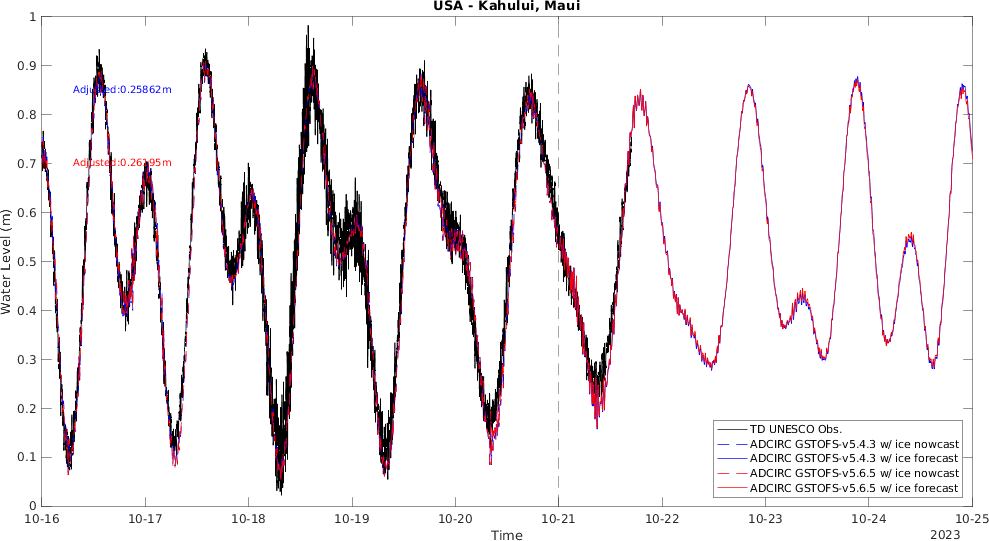 USA - Kahului, Maui
1
0.9
0.8
0.7
0.6
0.5
0.4
0.3
0.2
0.1
0
Water Level (m)
Adjusted:0.25862m
TD UNESCO Obs.
ADCIRC GSTOFS-v5.4.3 w/ ice nowcast
ADCIRC GSTOFS-v5.4.3 w/ ice forecast
ADCIRC GSTOFS-v5.6.5 w/ ice nowcast
ADCIRC GSTOFS-v5.6.5 w/ ice forecast
10-16 10-17 10-18 10-19 10-20 10-21 10-22 10-23 10-24 10-25
Time
2023